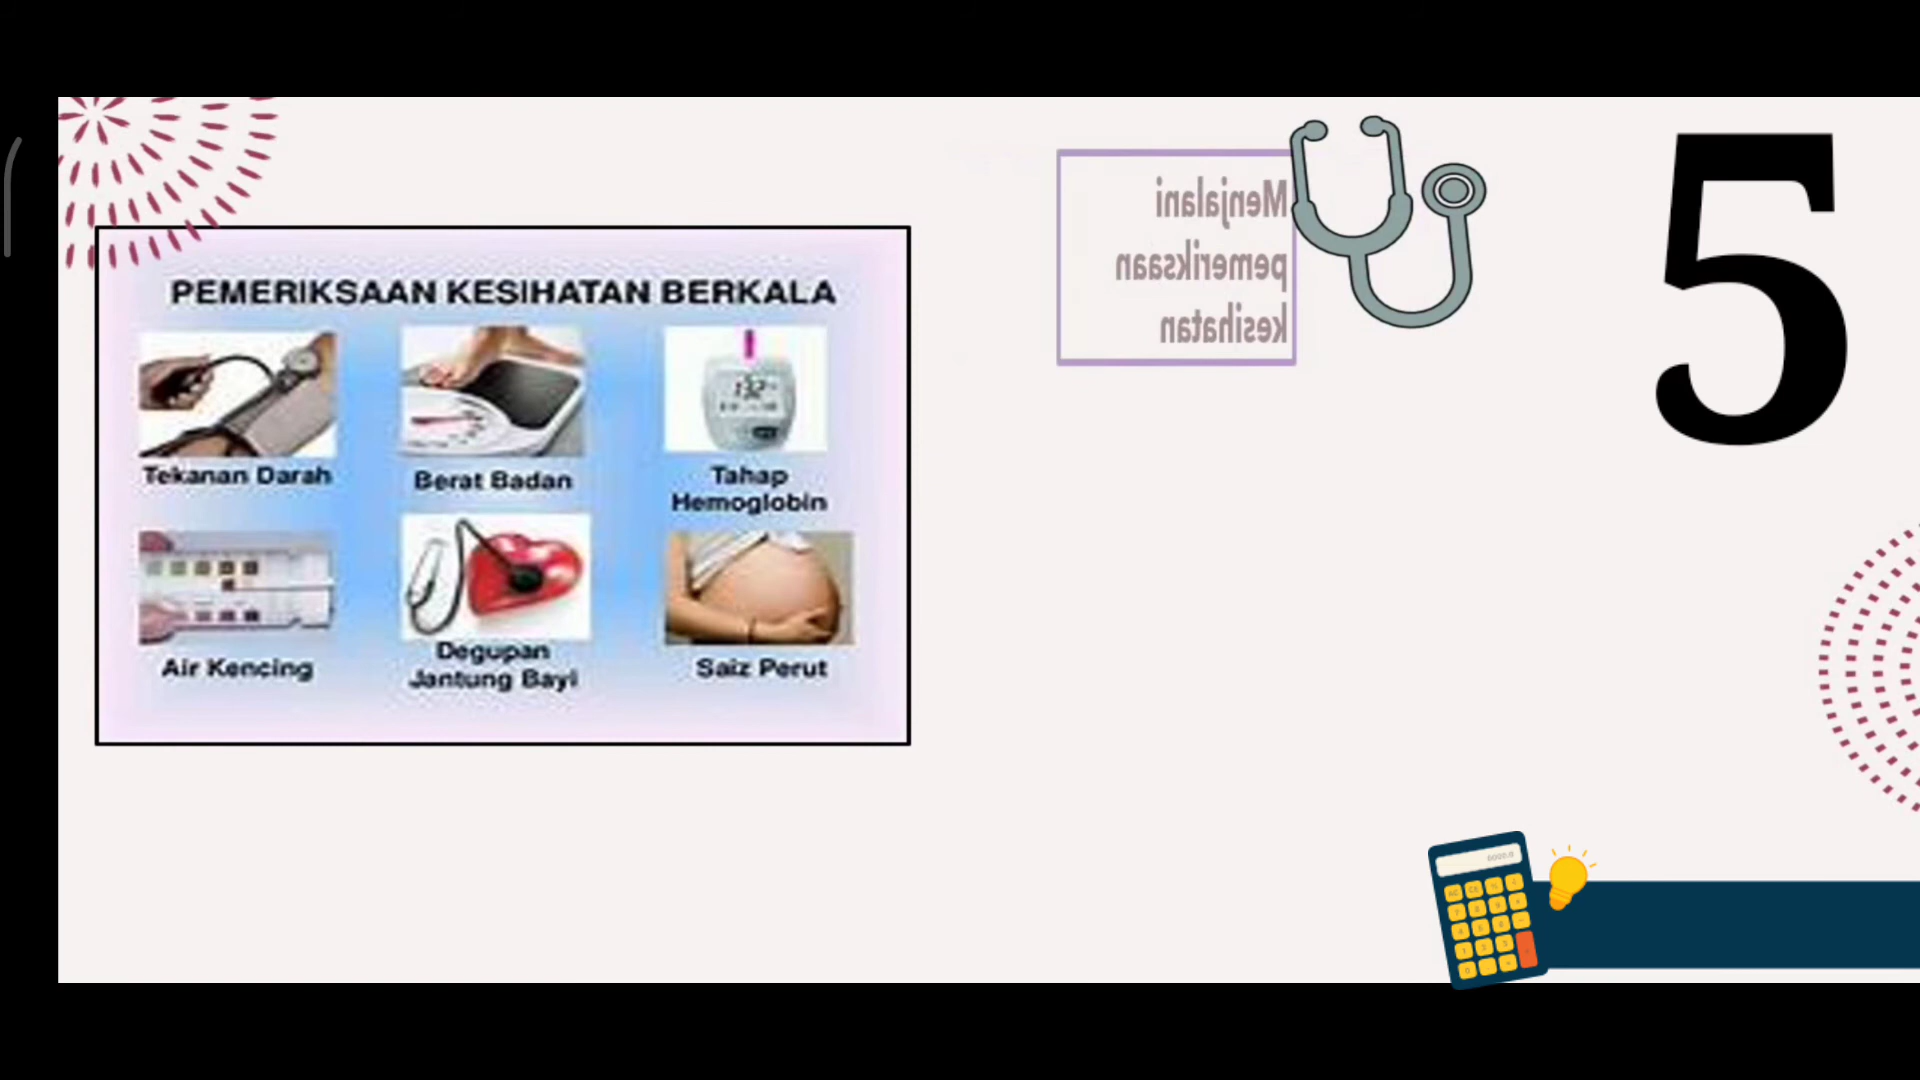 PEMERIKSAAN KESIHATAN BERKALA
Tekanan Darah
Berat Badan
Tahap
Hemoglobin
Air Kencing
Degupan
Jantung Bayi
Saiz Perut
Menjalani
pemeriksaan
kesihatan
5